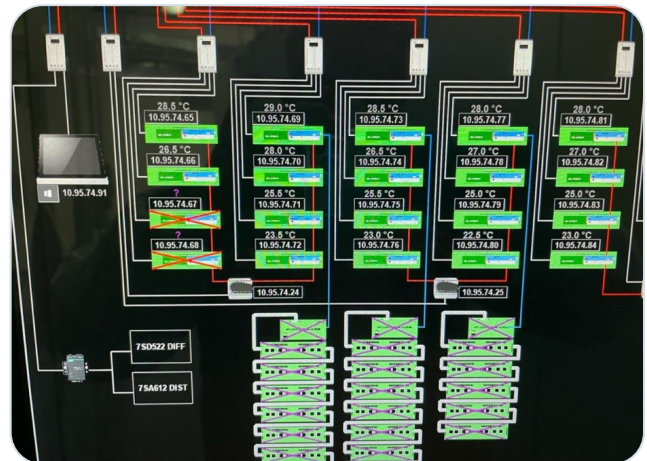 28.5 °C
10.95.74.65
26.5 °C
10.95.74.66
?
10.95.74.67
?
10.95.74.68
29.0 °C
10.95.74.69
28.0 °C
10.95.74.70
25.5 °C
10.95.74.71
23.5 °C
10.95.74.72
28.5 °C
10.95.74.73
26.5 °C
10.95.74.74
25.5 °C
10.95.74.75
23.0 °C
10.95.74.76
28.0 °C
10.95.74.77
27.0 °C
10.95.74.78
25.0 °C
10.95.74.79
22.5 °C
10.95.74.80
28.0 °C
10.95.74.81
27.0 °C
10.95.74.82
25.0 °C
10.95.74.83
23.0 °C
10.95.74.84
10.95.74.91
10.95.74.24
10.95.74.25
7SD522 DIFF
7SA612 DIST